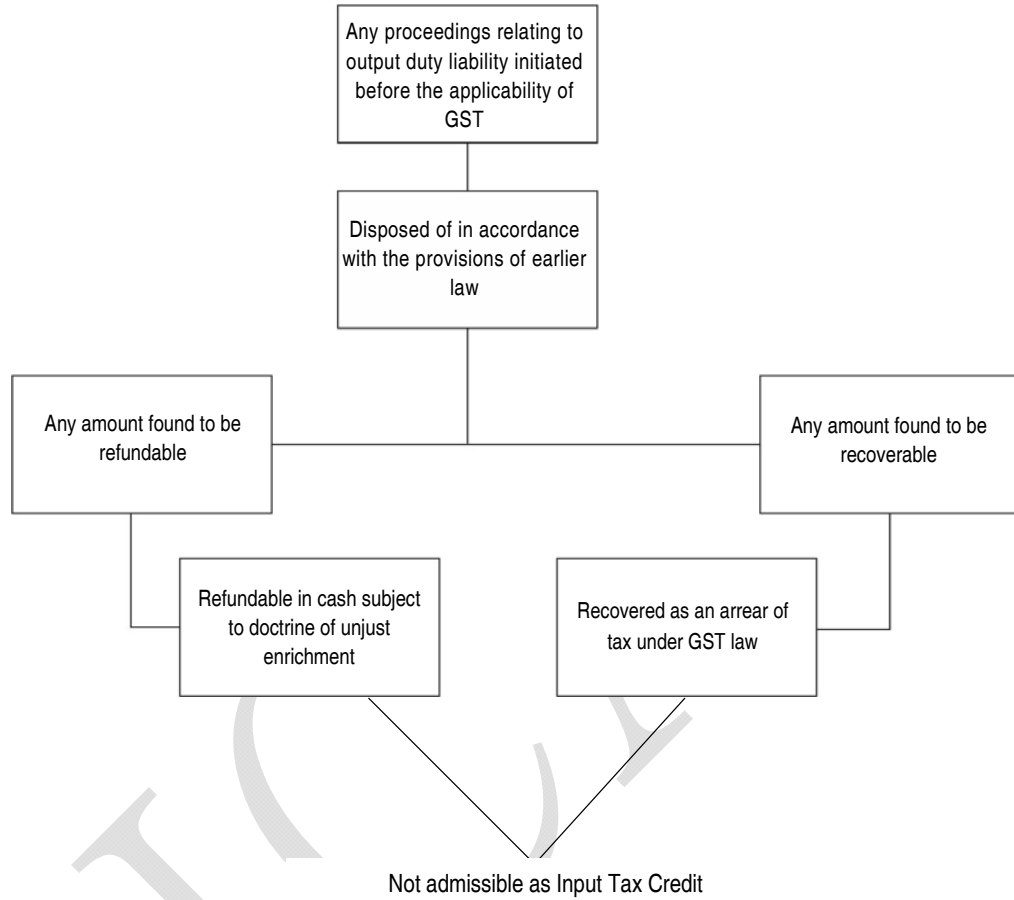 Any proceedings relating to
output duty liability initiated
before the applicability of
GST
Disposed of in accordance
with the provisions of earlier
law
Any amount found to be
refundable
Any amount found to be
recoverable
Refundable in cash subject
to doctrine of unjust
enrichment
Recovered as an arrear of
tax under GST law
Not admissible as Input Tax Credit